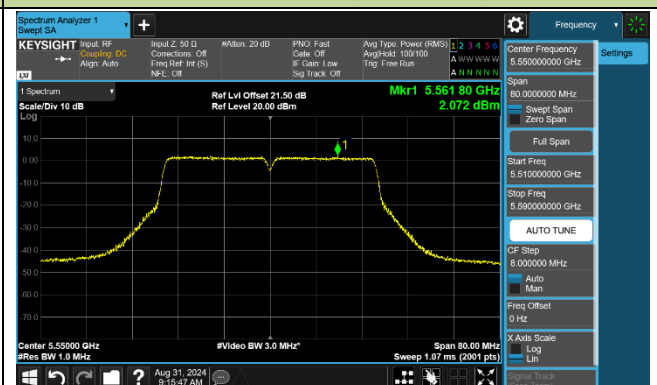 Spectrum Analyzer 1
Swept SA
Frequency
KEYSIGHT
Input: RF
Coupling: DC
Align: Auto
Input Z: 50 Ω
Corrections: Off
Freq Ref: Int (S)
NFE: Off
#Atten: 20 dB
PNO: Fast
Gate: Off
IF Gain: Low
Sig Track: Off
Avg Type: Power (RMS)
Avg|Hold: 100/100
Trig: Free Run
1 2 3 4 5 6
A W W W W W
A N N N N N
LXI
1 Spectrum
Scale/Div 10 dB
Log
Ref Lvl Offset 21.50 dB
Ref Level 20.00 dBm
Mkr1 5.561 80 GHz
2.072 dBm
1
10.0
0.00
-10.0
-20.0
-30.0
-40.0
-50.0
-60.0
-70.0
Center 5.55000 GHz
#Res BW 1.0 MHz
#Video BW 3.0 MHz*
Span 80.00 MHz
Sweep 1.07 ms (2001 pts)
Aug 31, 2024
9:15:47 AM
Center Frequency
5.550000000 GHz
Settings
Span
80.0000000 MHz
Swept Span
Zero Span
Full Span
Start Freq
5.510000000 GHz
Stop Freq
5.590000000 GHz
AUTO TUNE
CF Step
8.000000 MHz
Auto
Man
Freq Offset
0 Hz
X Axis Scale
Log
Lin
Signal Track